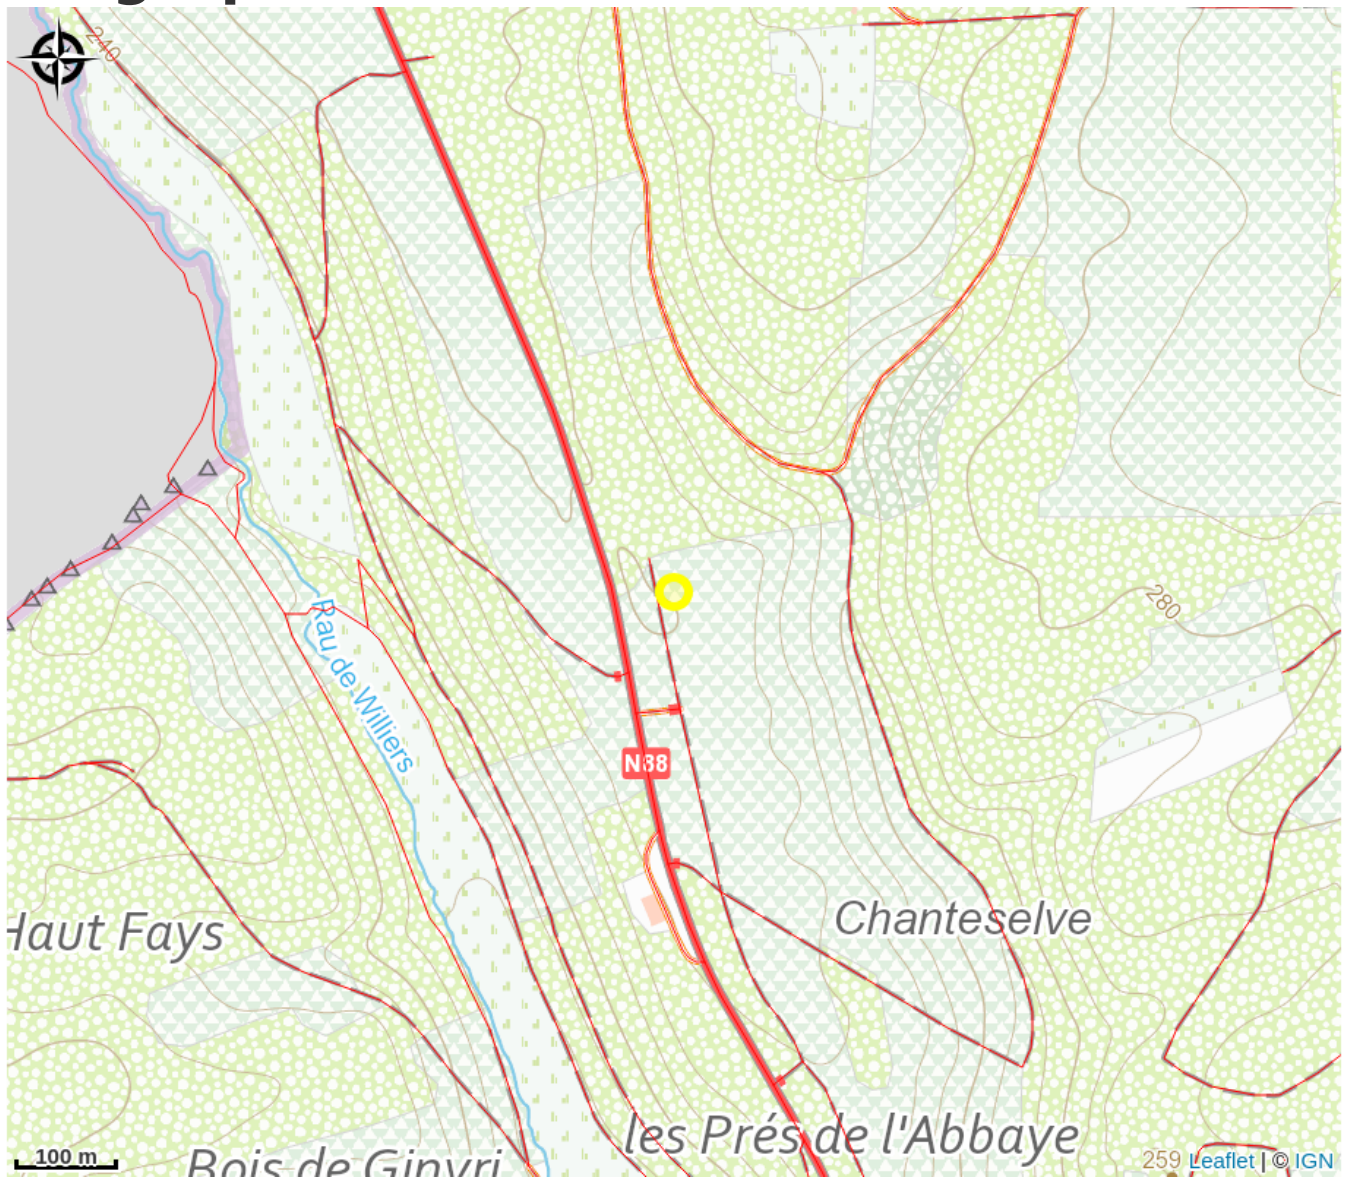 240
Rau de Williers
280
N88
Haut Fays
Chanteselve
les Prés de l'Abbaye
Bois de Ginvri
100 m
259
Leaflet | © IGN